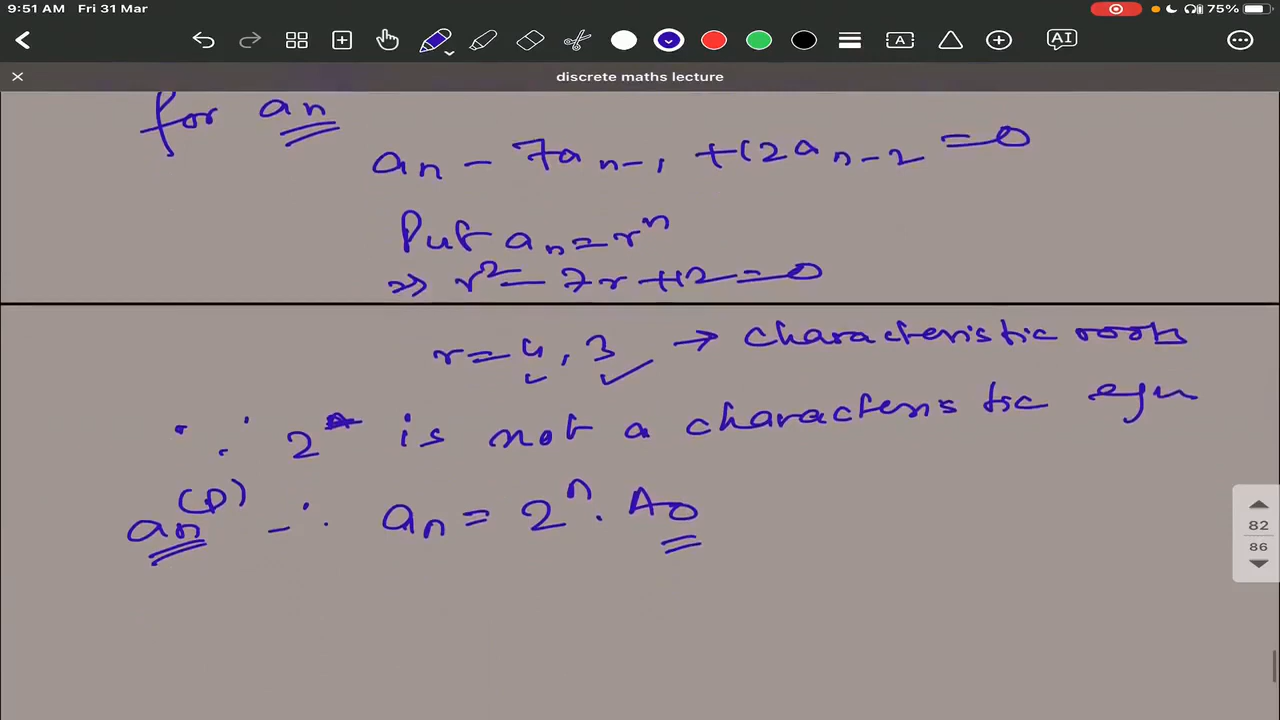 9:51 AM Fri 31 Mar
75%
A
AI
discrete maths lecture
for an
an - 7an-1 +12an-2 = 0
Put an = r^n
=> r^2 - 7r +12 = 0
r = 4, 3 → characteristic roots
∵ 2 is not a characteristic eqn
an^(p) - ∴ an = 2^n . A0
82
86